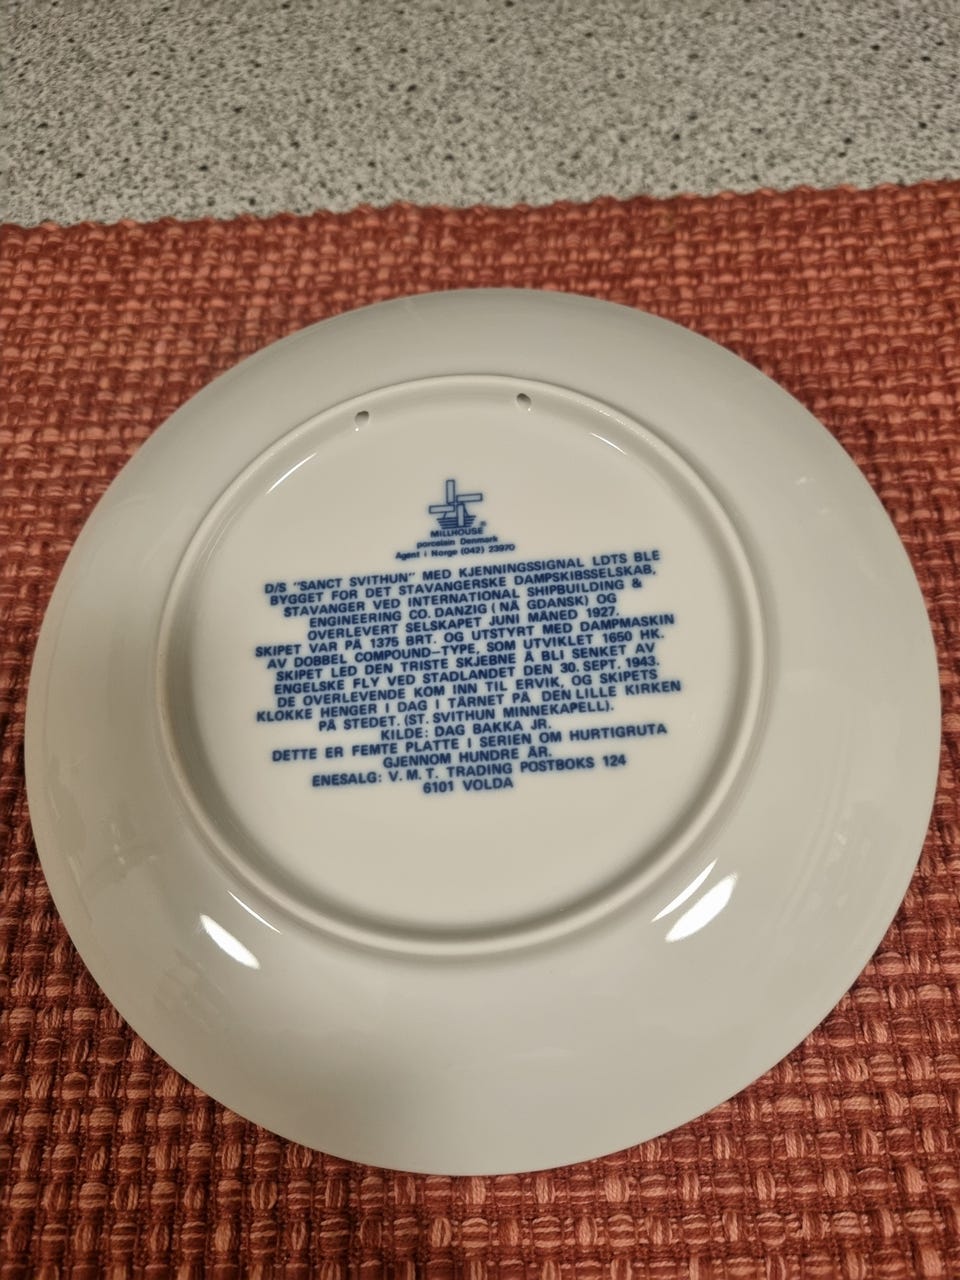 MILLHOUSE ®
porcelain Denmark
Agent i Norge (042) 23970
D/S "SANCT SVITHUN" MED KJENNINGSSIGNAL LDTS BLE
BYGGET FOR DET STAVANGERSKE DAMPSKIBSSELSKAB,
STAVANGER VED INTERNATIONAL SHIPBUILDING &
ENGINEERING CO. DANZIG (NÅ GDANSK) OG
OVERLEVERT SELSKAPET JUNI MÅNED 1927.
SKIPET VAR PÅ 1375 BRT. OG UTSTYRT MED DAMPMASKIN
AV DOBBEL COMPOUND-TYPE, SOM UTVIKLET 1650 HK.
SKIPET LED DEN TRISTE SKJEBNE Å BLI SENKET AV
ENGELSKE FLY VED STADLANDET DEN 30. SEPT. 1943.
DE OVERLEVENDE KOM INN TIL ERVIK, OG SKIPETS
KLOKKE HENGER I DAG I TÅRNET PÅ DEN LILLE KIRKEN
PÅ STEDET. (ST. SVITHUN MINNEKAPELL).
KILDE: DAG BAKKA JR.
DETTE ER FEMTE PLATTE I SERIEN OM HURTIGRUTA
GJENNOM HUNDRE ÅR.
ENESALG: V. M. T. TRADING POSTBOKS 124
6101 VOLDA